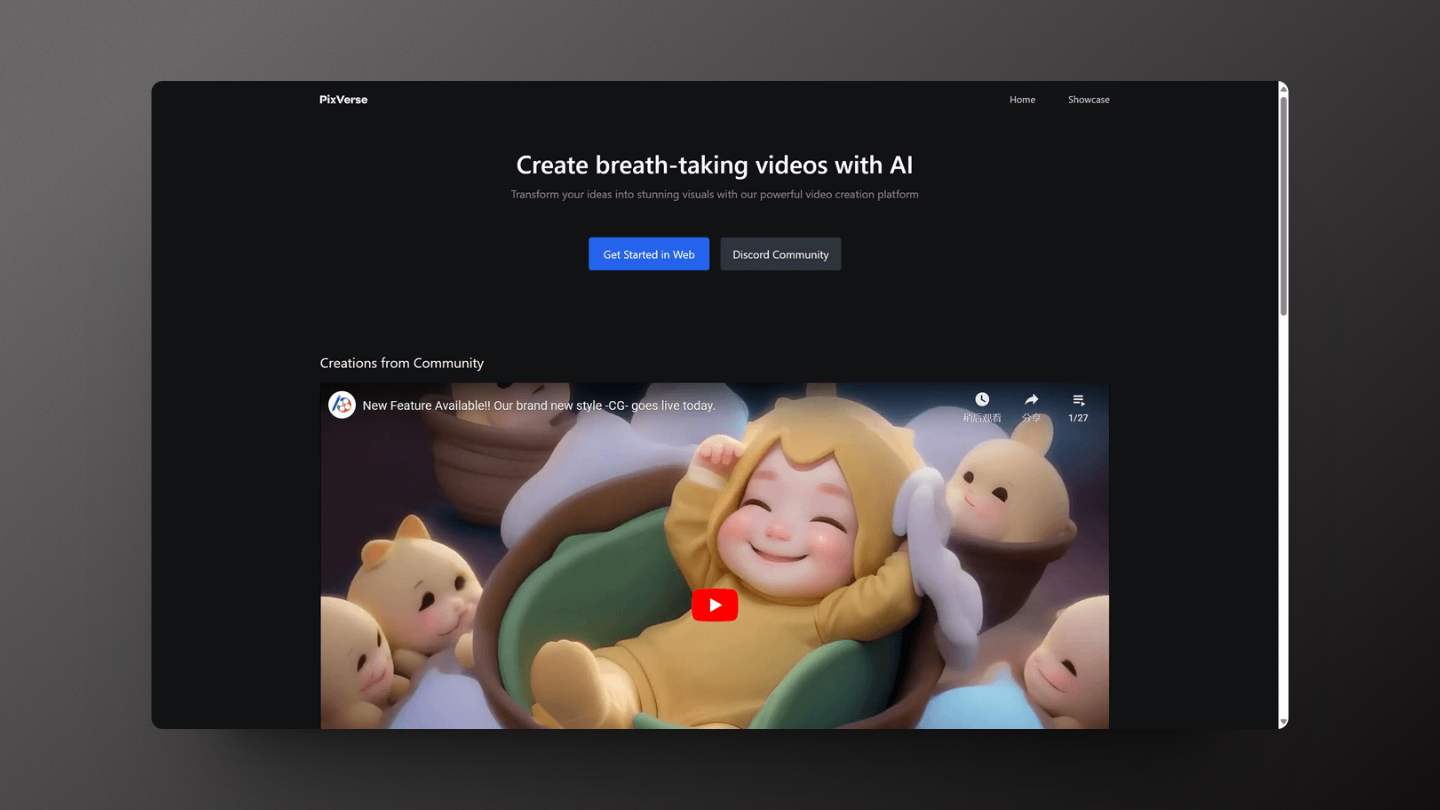 PixVerse
Home
Showcase
Create breath-taking videos with AI
Transform your ideas into stunning visuals with our powerful video creation platform
Get Started in Web
Discord Community
Creations from Community
New Feature Available!! Our brand new style -CG- goes live today.
稍后观看
分享
1/27